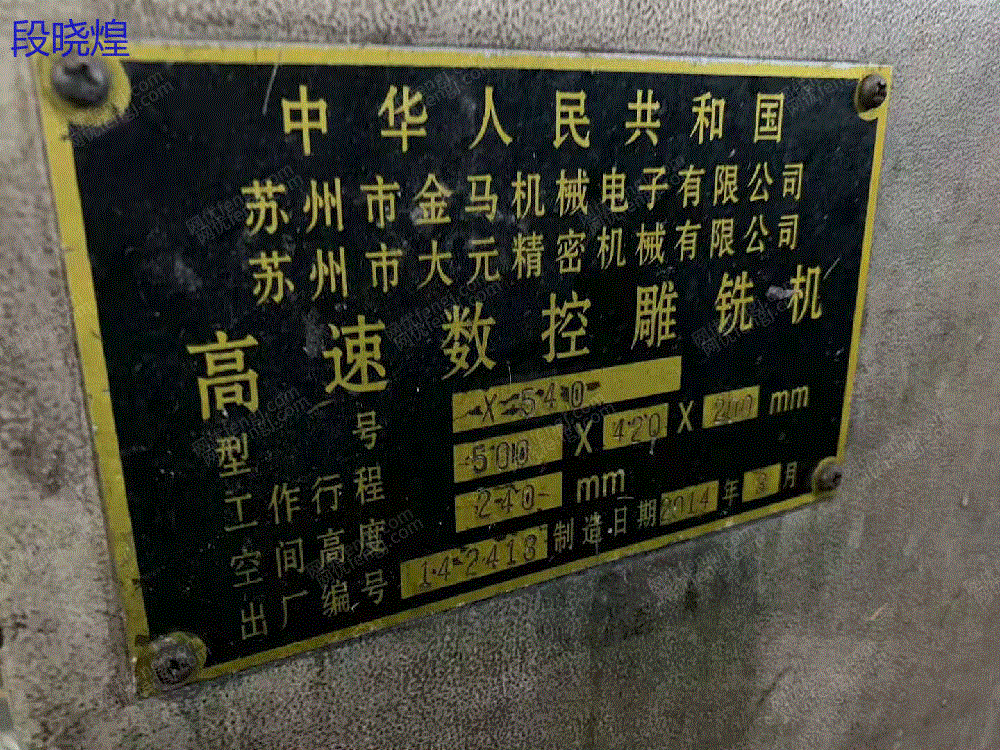 段晓煌
中华人民共和国
苏州市金马机械电子有限公司
苏州市大元精密机械有限公司
高速数控雕铣机
型号 X-540
工作行程 500 X 420 X 200 mm
空间高度 240 mm
出厂编号 142413 制造日期 2014 年 3 月